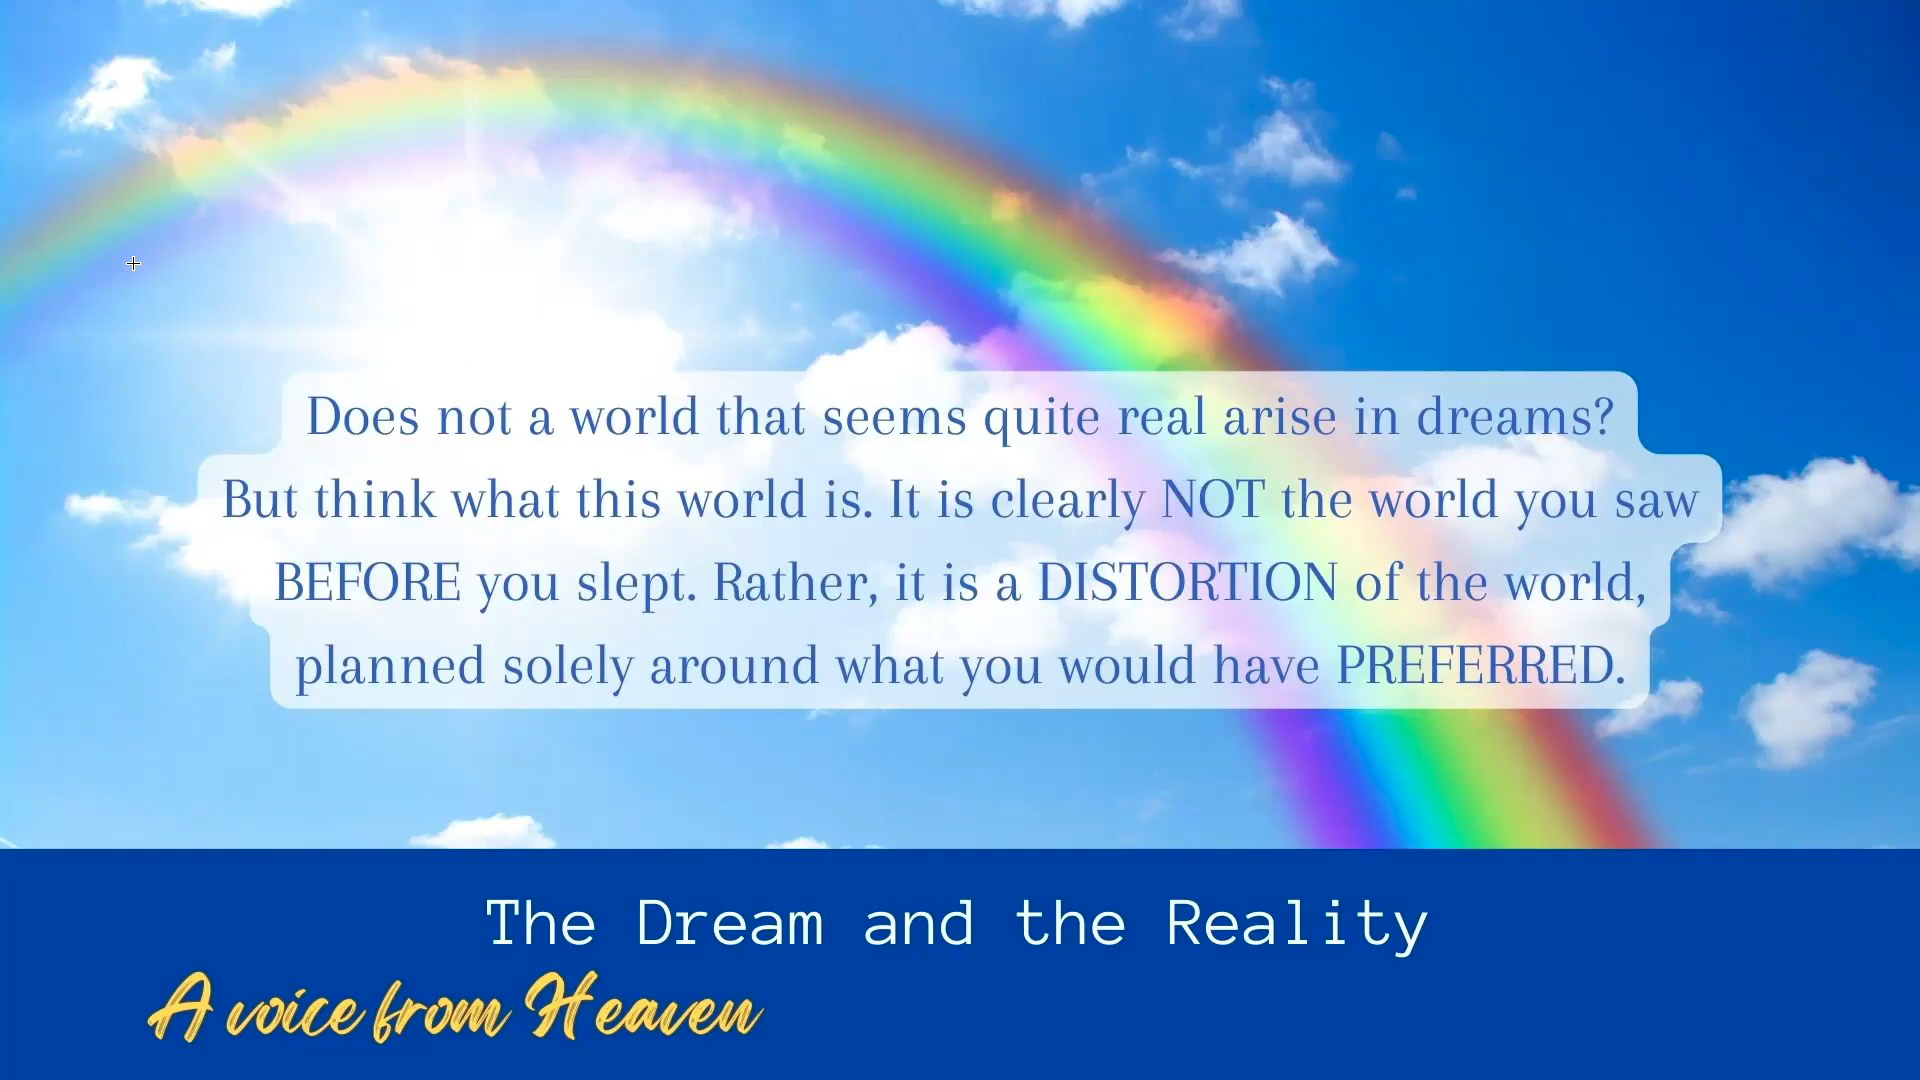 Does not a world that seems quite real arise in dreams?
But think what this world is. It is clearly NOT the world you saw
BEFORE you slept. Rather, it is a DISTORTION of the world,
planned solely around what you would have PREFERRED.
The Dream and the Reality
A voice from Heaven